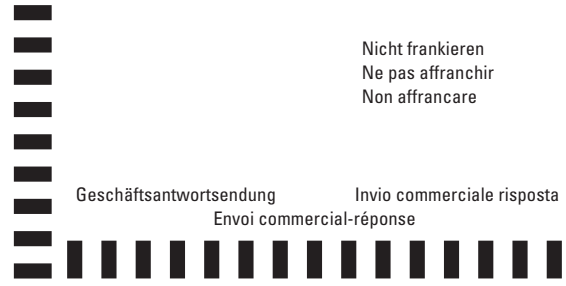 Nicht frankieren
Ne pas affranchir
Non affrancare
Geschäftsantwortsendung Invio commerciale risposta
Envoi commercial-réponse